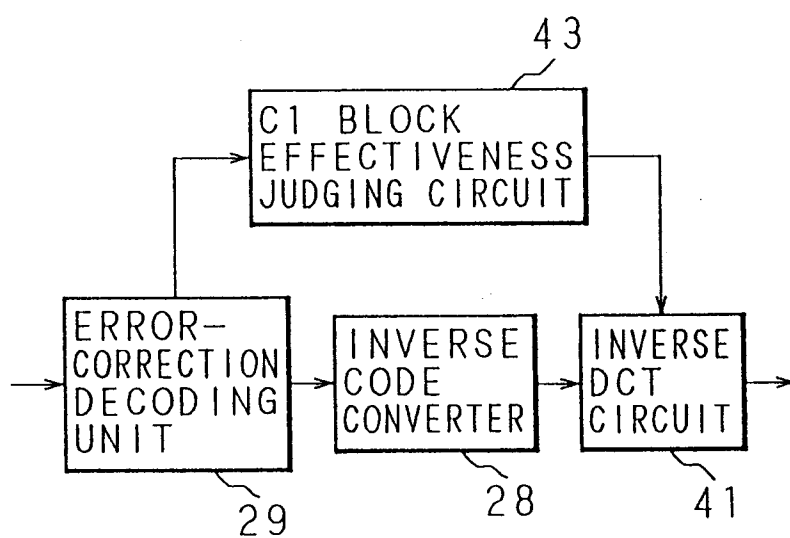 43
C1 BLOCK
EFFECTIVENESS
JUDGING CIRCUIT
ERROR-
CORRECTION
DECODING
UNIT
INVERSE
CODE
CONVERTER
INVERSE
DCT
CIRCUIT
29
28
41